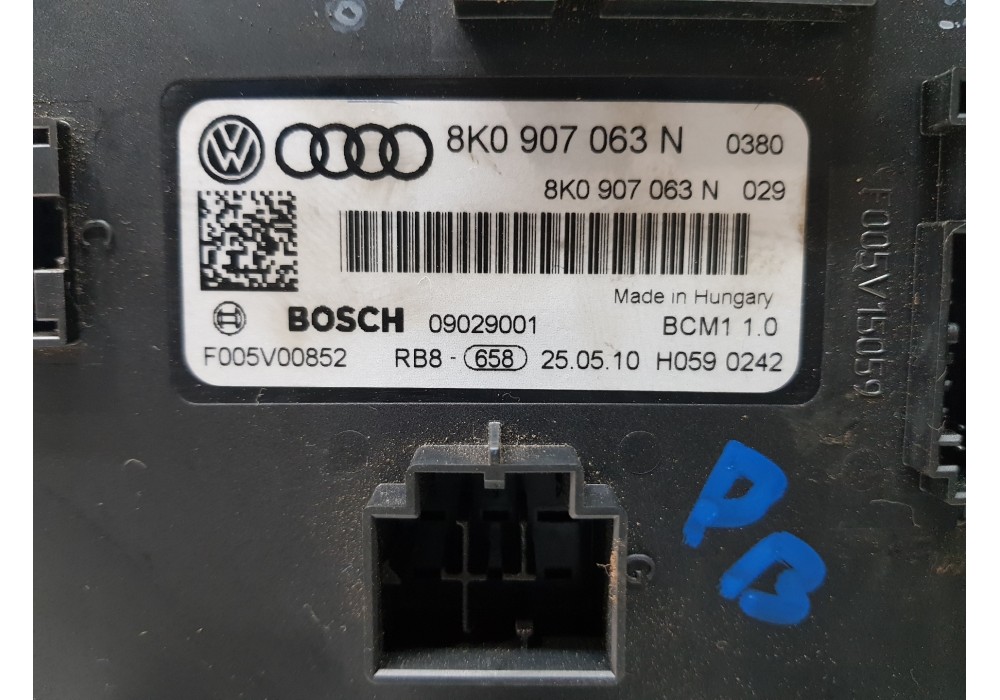 8K0 907 063 N 0380
8K0 907 063 N 029
Made in Hungary
BOSCH 09029001 BCM1 1.0
F005V00852 RB8 - 658 25.05.10 H059 0242
F005V15059
C
G
PB